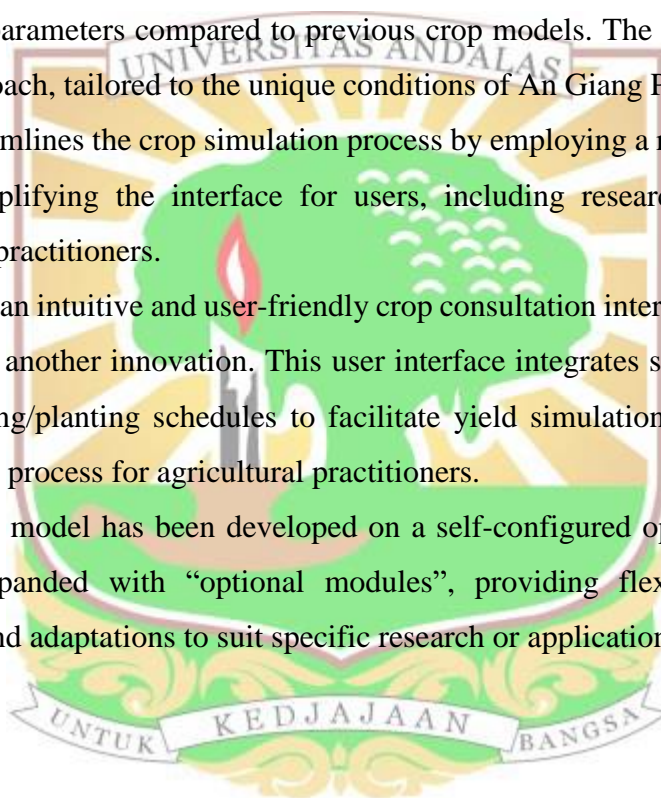 parameters compared to previous crop models. The
UNIVERSITAS ANDALAS
oach, tailored to the unique conditions of An Giang P
mlines the crop simulation process by employing a
plifying the interface for users, including resear
practitioners.
an intuitive and user-friendly crop consultation inter
another innovation. This user interface integrates s
ng/planting schedules to facilitate yield simulation
process for agricultural practitioners.
model has been developed on a self-configured op
panded with “optional modules”, providing flex
nd adaptations to suit specific research or application
UNTUK KEDJAJAAN BANGSA